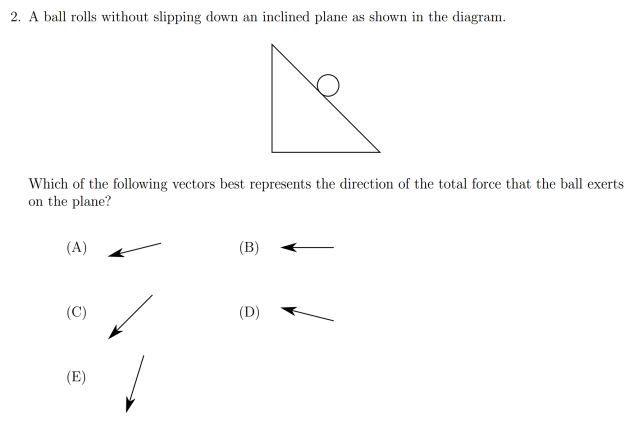 2. A ball rolls without slipping down an inclined plane as shown in the diagram.
Which of the following vectors best represents the direction of the total force that the ball exerts
on the plane?
(A)
(B)
(C)
(D)
(E)